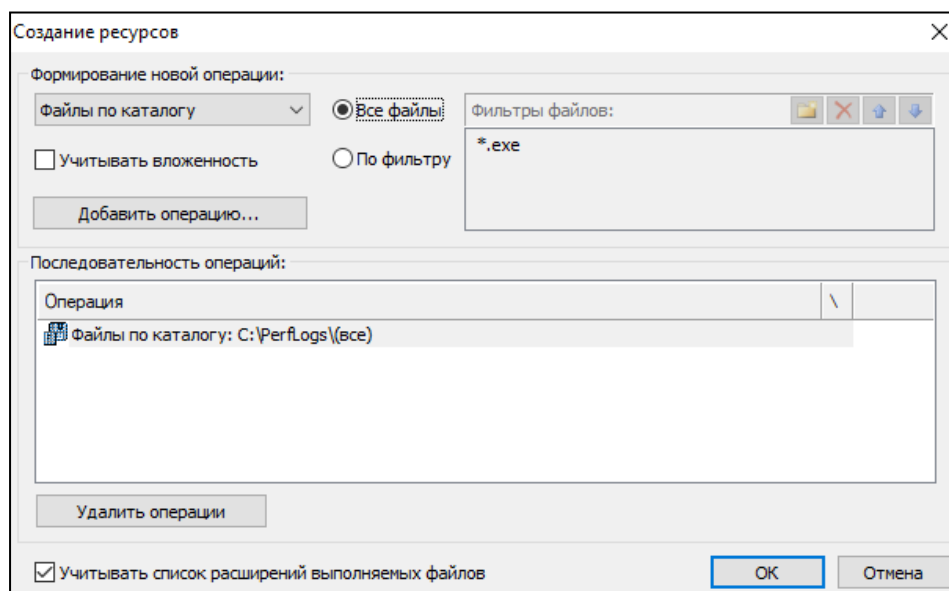 Создание ресурсов
Формирование новой операции:
Файлы по каталогу
Все файлы
Фильтры файлов:
Учитывать вложенность
По фильтру
*.exe
Добавить операцию...
Последовательность операций:
Операция \
Файлы по каталогу: C:\PerfLogs\(все)
Удалить операции
Учитывать список расширений выполняемых файлов
OK
Отмена